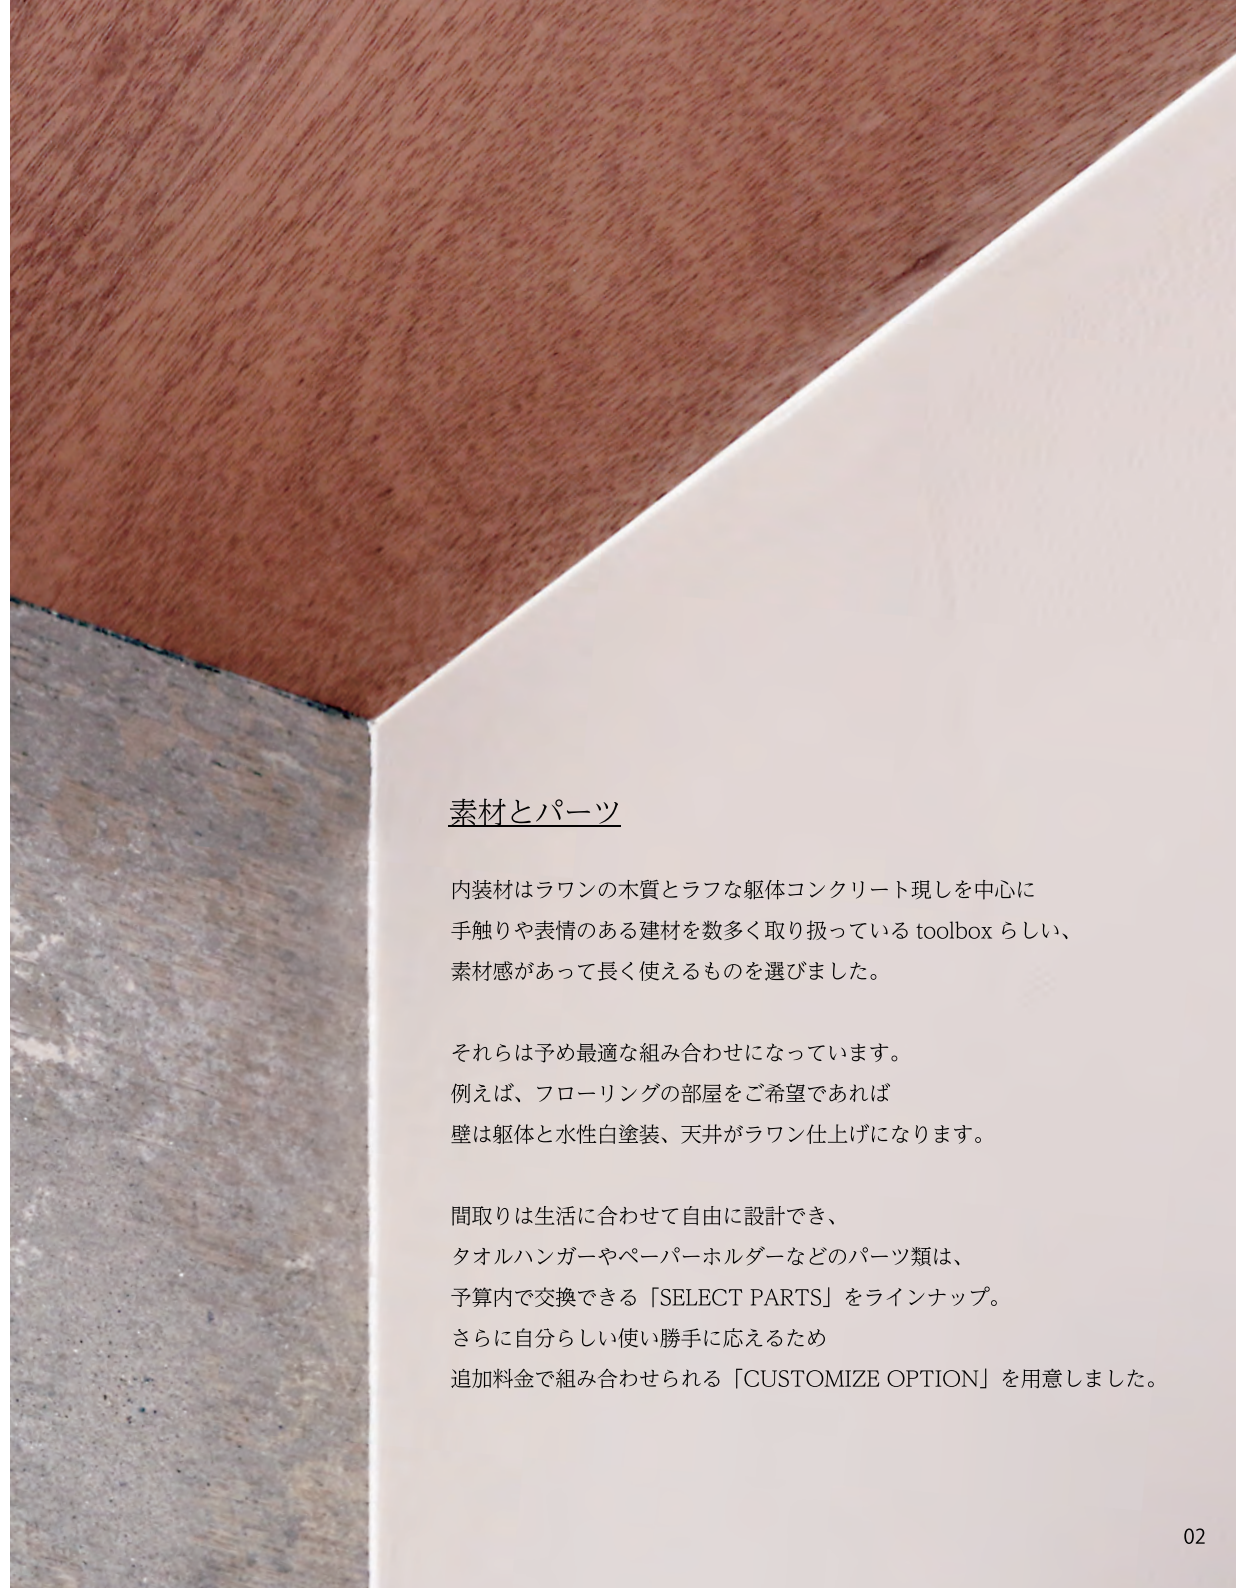 素材とパーツ
内装材はラワンの木質とラフな躯体コンクリート現しを中心に
手触りや表情のある建材を数多く取り扱っている toolbox らしい、
素材感があって長く使えるものを選びました。
それらは予め最適な組み合わせになっています。
例えば、フローリングの部屋をご希望であれば
壁は躯体と水性白塗装、天井がラワン仕上げになります。
間取りは生活に合わせて自由に設計でき、
タオルハンガーやペーパーホルダーなどのパーツ類は、
予算内で交換できる「SELECT PARTS」をラインナップ。
さらに自分らしい使い勝手に応えるため
追加料金で組み合わせられる「CUSTOMIZE OPTION」を用意しました。
02